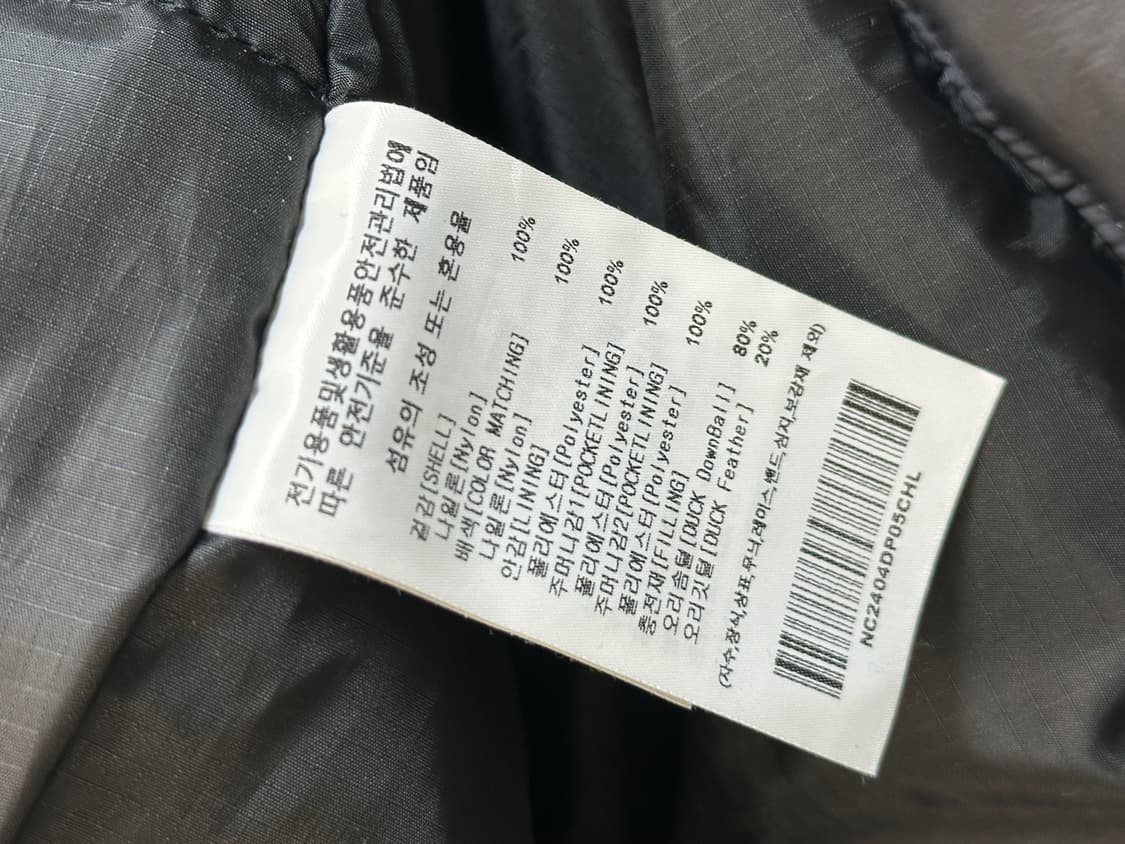 전기용품및생활용품안전관리법에
따른 안전기준을 준수한 제품임
섬유의 조성 또는 혼용율
겉감[SHELL]
나일론[Nylon] 100%
배색[COLOR MATCHING]
나일론[Nylon] 100%
안감[LINING]
폴리에스터[Polyester] 100%
주머니감1[POCKETLINING]
폴리에스터[Polyester] 100%
주머니감2[POCKETLINING]
폴리에스터[Polyester] 100%
충전재[FILLING]
오리솜털[DUCK DownBall] 80%
오리깃털[DUCK Feather] 20%
(자수,장식,상표,무늬,레이스,밴드,심지,보강재 제외)
NC2404DP05CHL